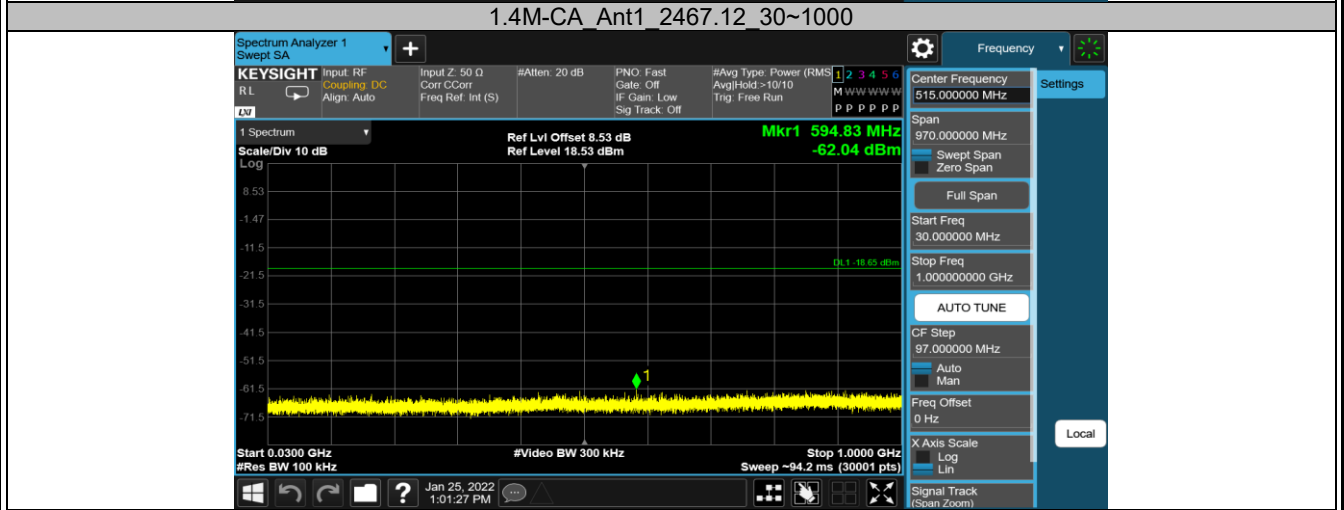 1.4M-CA_Ant1_2467.12_30~1000
Spectrum Analyzer 1
Swept SA
Frequency
KEYSIGHT
RL
LXI
Input: RF
Coupling: DC
Align: Auto
Input Z: 50 Ω
Corr CCorr
Freq Ref: Int (S)
#Atten: 20 dB
PNO: Fast
Gate: Off
IF Gain: Low
Sig Track: Off
#Avg Type: Power (RMS
Avg|Hold:>10/10
Trig: Free Run
1 2 3 4 5 6
M W W W W W
P P P P P P
1 Spectrum
Scale/Div 10 dB
Ref Lvl Offset 8.53 dB
Ref Level 18.53 dBm
Mkr1 594.83 MHz
-62.04 dBm
Log
8.53
-1.47
-11.5
-21.5
-31.5
-41.5
-51.5
-61.5
-71.5
DL1 -18.65 dBm
1
Start 0.0300 GHz
#Res BW 100 kHz
#Video BW 300 kHz
Stop 1.0000 GHz
Sweep ~94.2 ms (30001 pts)
Jan 25, 2022
1:01:27 PM
Center Frequency
515.000000 MHz
Span
970.000000 MHz
Swept Span
Zero Span
Full Span
Start Freq
30.000000 MHz
Stop Freq
1.000000000 GHz
AUTO TUNE
CF Step
97.000000 MHz
Auto
Man
Freq Offset
0 Hz
X Axis Scale
Log
Lin
Signal Track
(Span Zoom)
Settings
Local